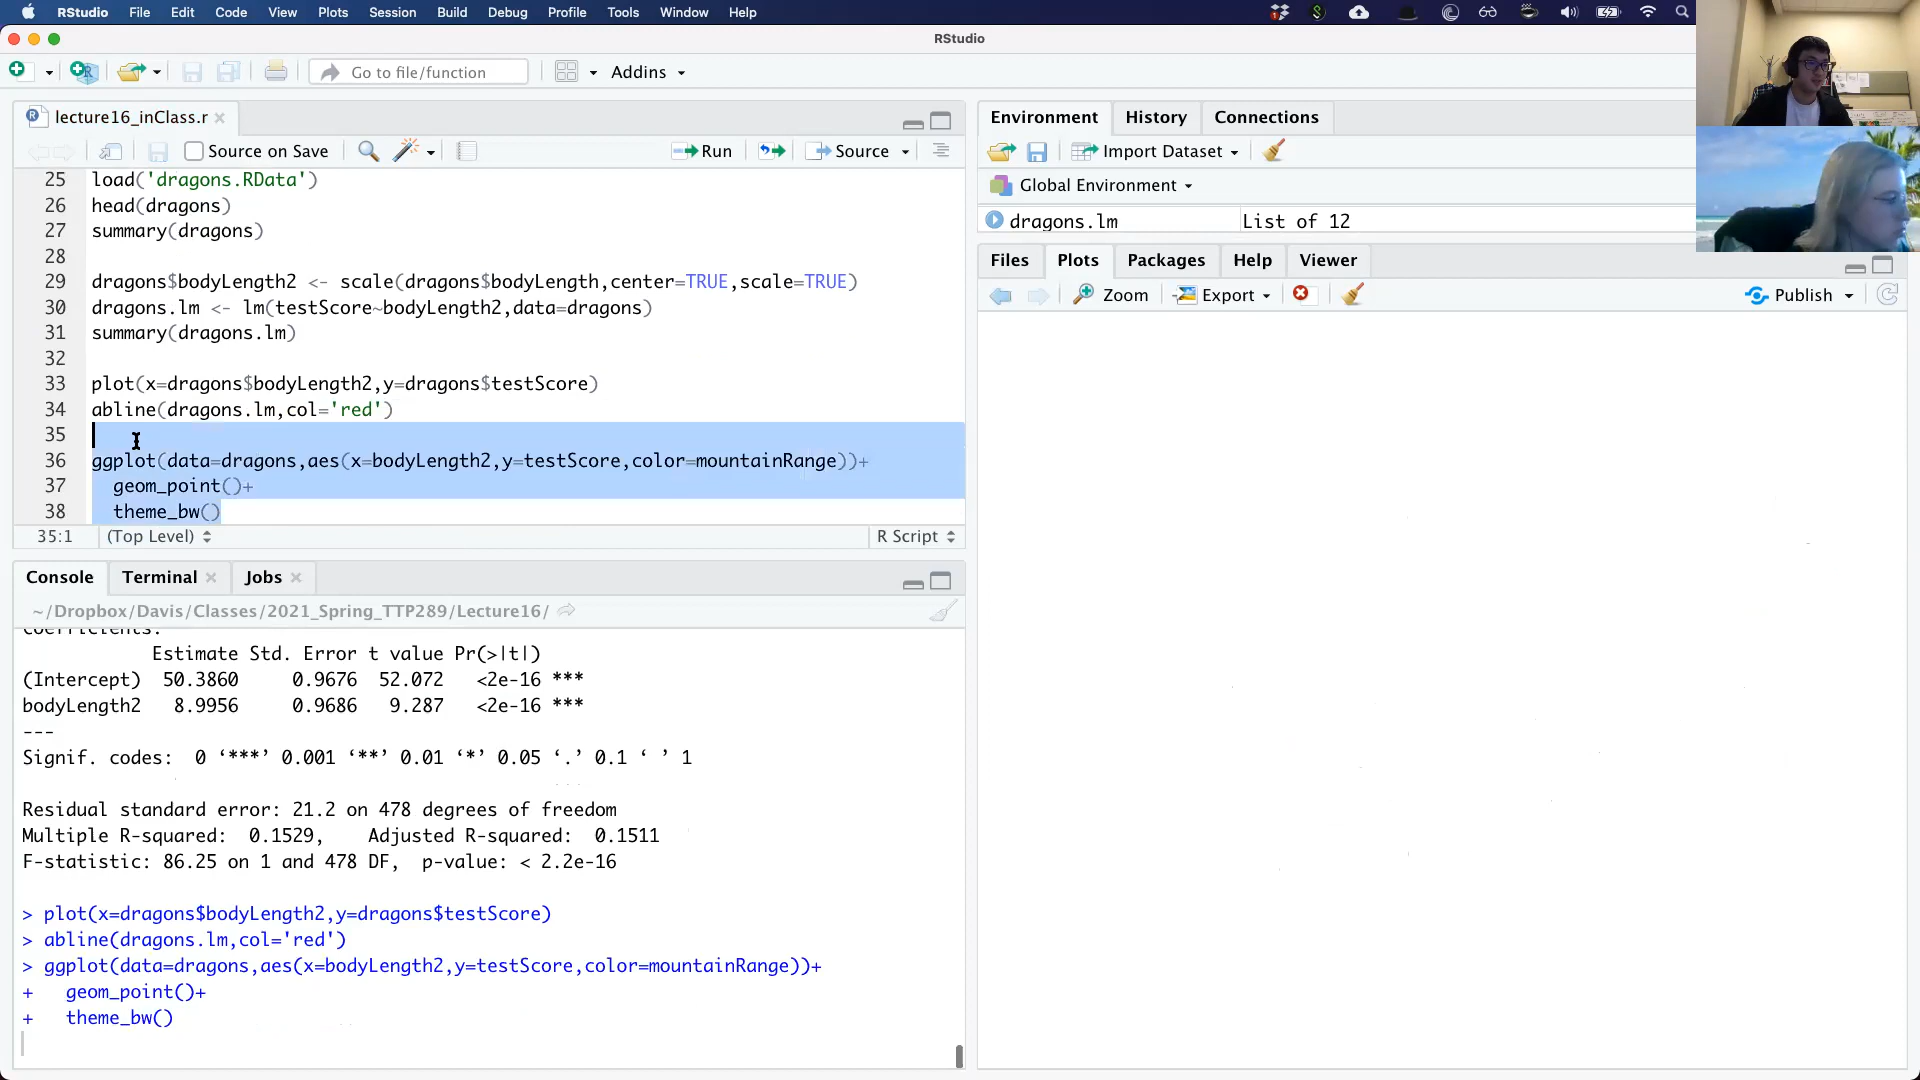 RStudio File Edit Code View Plots Session Build Debug Profile Tools Window Help
RStudio
Go to file/function Addins
lecture16_inClass.r
Source on Save Run Source
25 load('dragons.RData')
26 head(dragons)
27 summary(dragons)
28
29 dragons$bodyLength2 <- scale(dragons$bodyLength,center=TRUE,scale=TRUE)
30 dragons.lm <- lm(testScore~bodyLength2,data=dragons)
31 summary(dragons.lm)
32
33 plot(x=dragons$bodyLength2,y=dragons$testScore)
34 abline(dragons.lm,col='red')
35
36 ggplot(data=dragons,aes(x=bodyLength2,y=testScore,color=mountainRange))+
37 geom_point()+
38 theme_bw()
35:1 (Top Level) R Script
Console Terminal Jobs
~/Dropbox/Davis/Classes/2021_Spring_TTP289/Lecture16/
Coefficients:
Estimate Std. Error t value Pr(>|t|)
(Intercept) 50.3860 0.9676 52.072 <2e-16 ***
bodyLength2 8.9956 0.9686 9.287 <2e-16 ***
---
Signif. codes: 0 ‘***’ 0.001 ‘**’ 0.01 ‘*’ 0.05 ‘.’ 0.1 ‘ ’ 1
Residual standard error: 21.2 on 478 degrees of freedom
Multiple R-squared: 0.1529, Adjusted R-squared: 0.1511
F-statistic: 86.25 on 1 and 478 DF, p-value: < 2.2e-16
> plot(x=dragons$bodyLength2,y=dragons$testScore)
> abline(dragons.lm,col='red')
> ggplot(data=dragons,aes(x=bodyLength2,y=testScore,color=mountainRange))+
+ geom_point()+
+ theme_bw()
Environment History Connections
Import Dataset
Global Environment
dragons.lm List of 12
Files Plots Packages Help Viewer
Zoom Export Publish